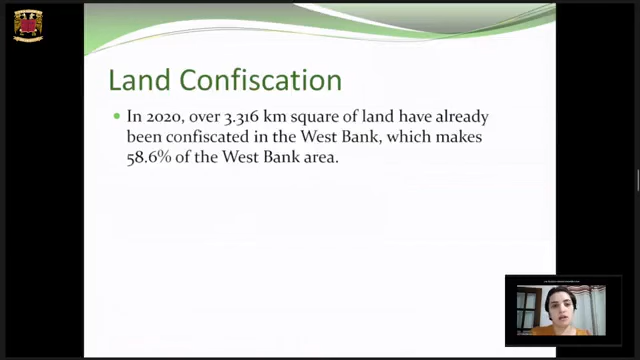 Land Confiscation
In 2020, over 3.316 km square of land have already
been confiscated in the West Bank, which makes
58.6% of the West Bank area.